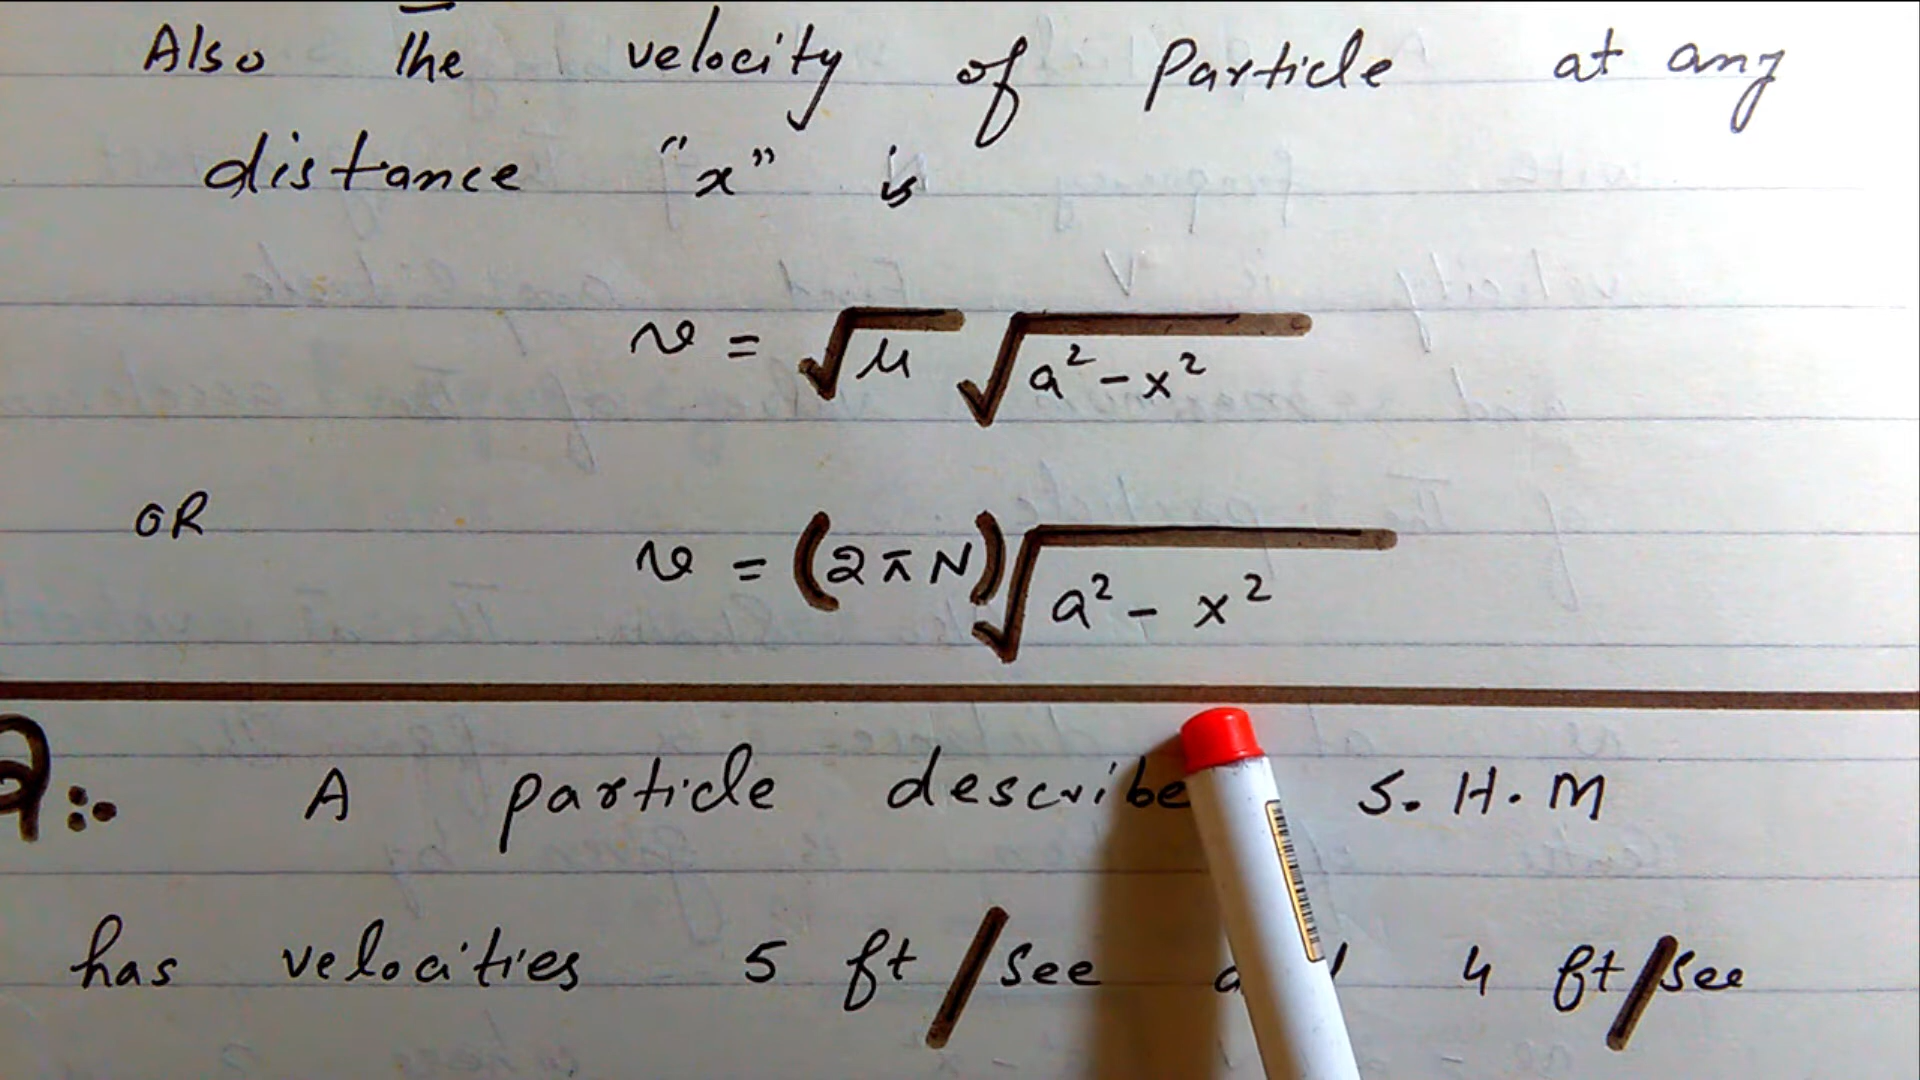 Also The velocity of Particle at any
distance "x" is
v = √μ √a² - x²
OR
v = (2πN) √a² - x²
Q:- A particle describe S.H.M
has velocities 5 ft/sec 4 ft/sec